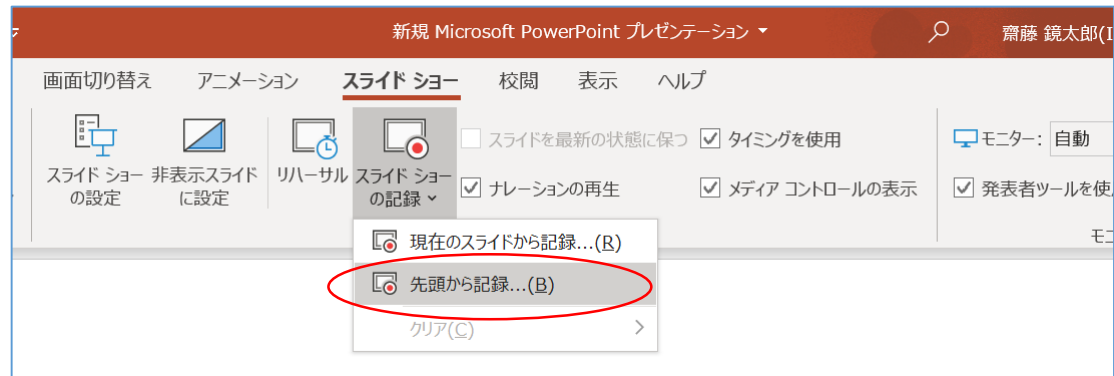 新規 Microsoft PowerPoint プレゼンテーション
齋藤 鏡太郎(I
画面切り替え アニメーション スライド ショー 校閲 表示 ヘルプ
スライド ショー
の設定
非表示スライド
に設定
リハーサル
スライド ショー
の記録
スライドを最新の状態に保つ
ナレーションの再生
タイミングを使用
メディア コントロールの表示
モニター: 自動
発表者ツールを使
モニ
現在のスライドから記録...(R)
先頭から記録...(B)
クリア(C)